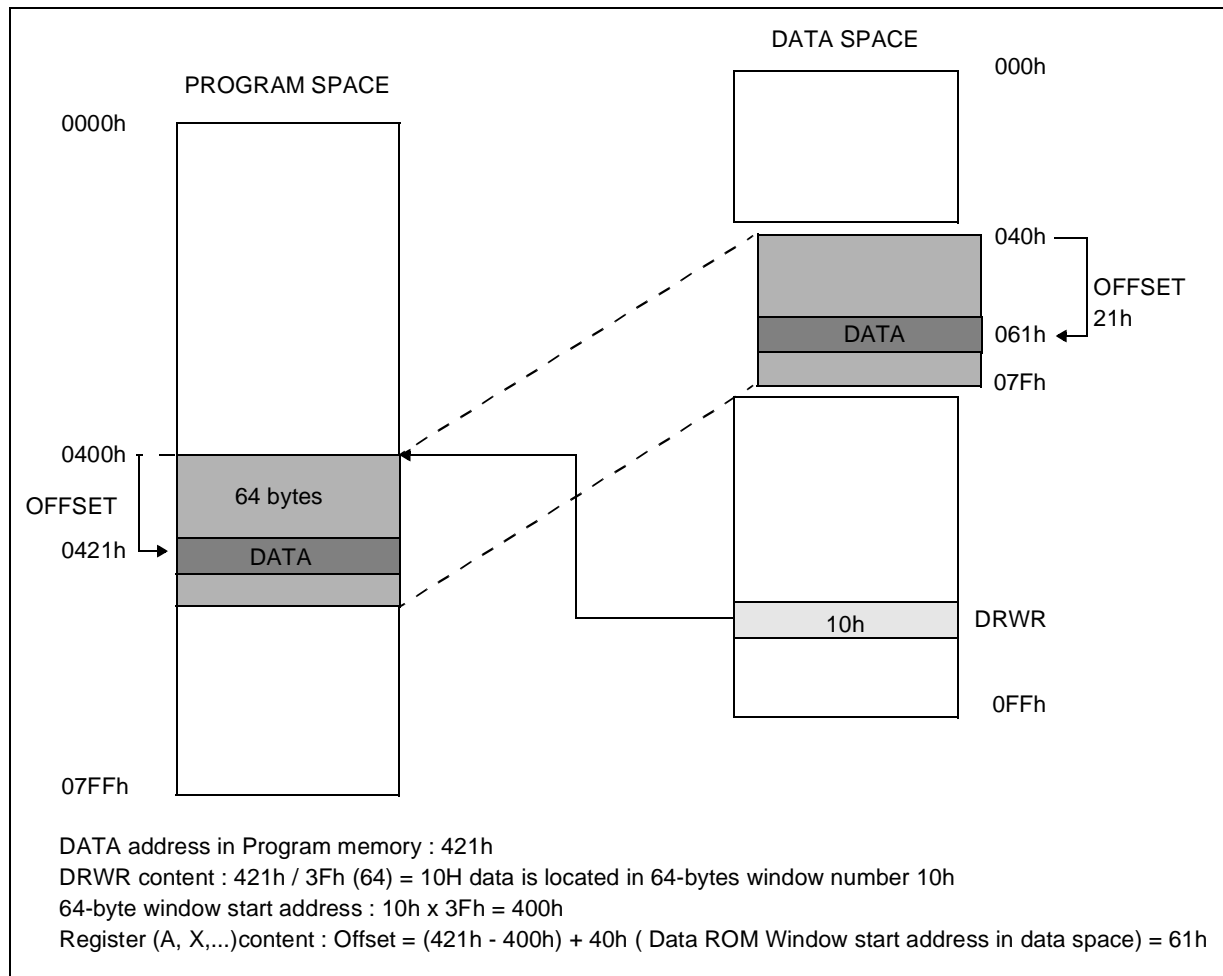 DATA SPACE
000h
PROGRAM SPACE
0000h
040h
OFFSET
21h
DATA
061h
07Fh
0400h
64 bytes
OFFSET
0421h
DATA
10h
DRWR
0FFh
07FFh
DATA address in Program memory : 421h
DRWR content : 421h / 3Fh (64) = 10H data is located in 64-bytes window number 10h
64-byte window start address : 10h x 3Fh = 400h
Register (A, X,...)content : Offset = (421h - 400h) + 40h ( Data ROM Window start address in data space) = 61h